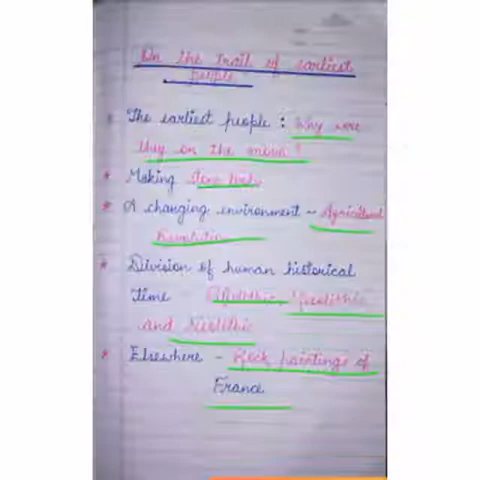 On the trail of earliest
people
The earliest people : Why were
they on the move ?
* Making stone tools
* A changing environment - Agricultural
Revolution
* Division of human historical
Time Paleolithic, Mesolithic
and Neolithic
* Elsewhere - Rock paintings of
France